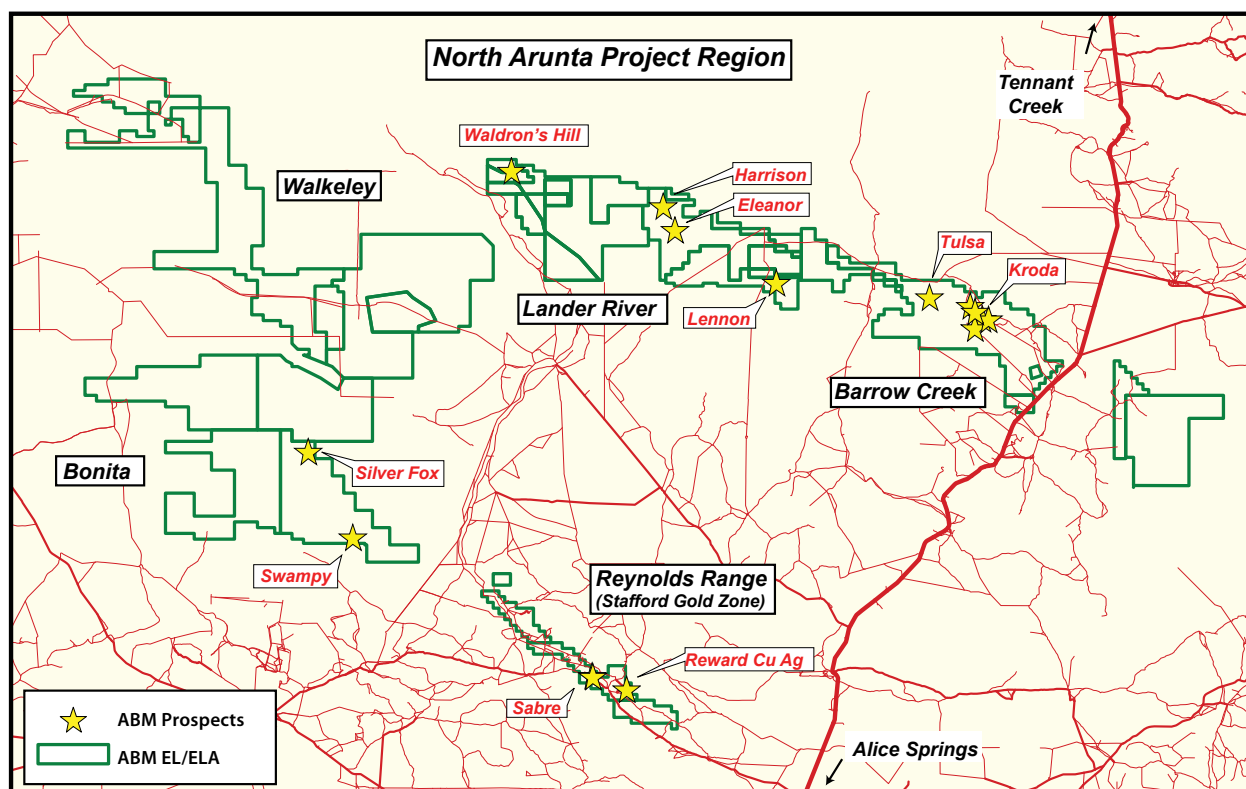 North Arunta Project Region
Tennant
Creek
Waldron's Hill
Harrison
Walkeley
Eleanor
Tulsa
Kroda
Lander River
Lennon
Barrow Creek
Bonita
Silver Fox
Swampy
Reynolds Range
(Stafford Gold Zone)
Reward Cu Ag
Sabre
ABM Prospects
Alice Springs
ABM EL/ELA